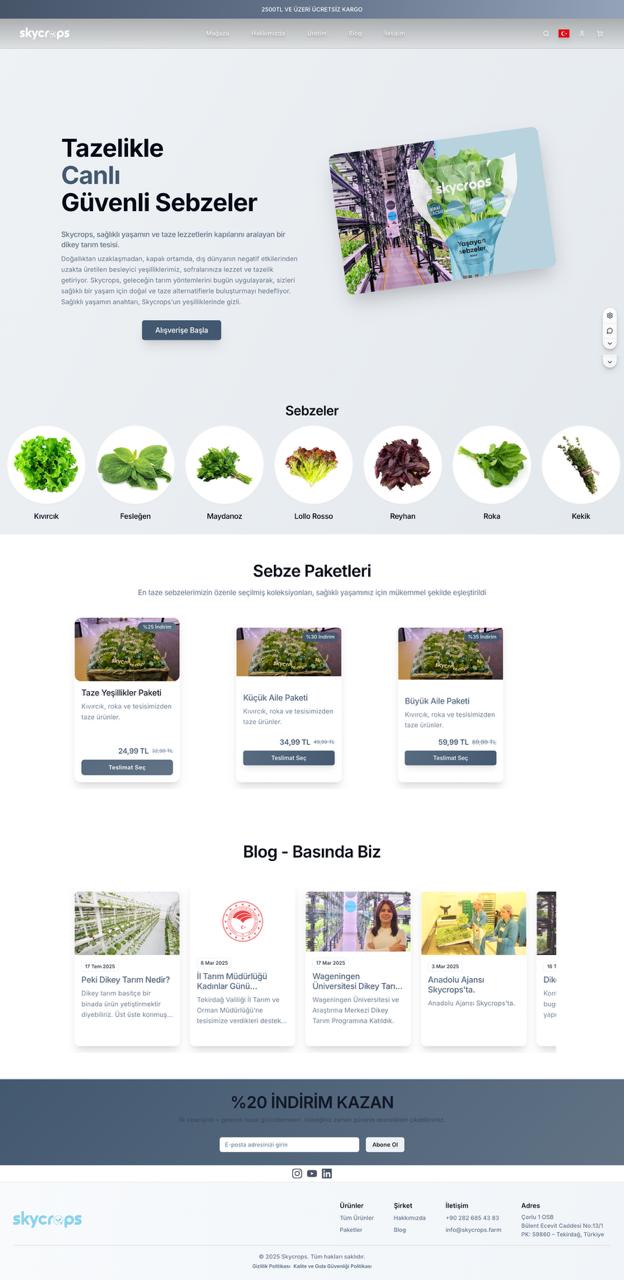 2500TL VE ÜZERİ ÜCRETSİZ KARGO
skycrops
Mağaza
Hakkımızda
Üretim
Blog
İletişim
Tazelikle
Canlı
Güvenli Sebzeler
Skycrops, sağlıklı yaşamın ve taze lezzetlerin kapılarını aralayan bir
dikey tarım tesisi.
Doğallıktan uzaklaşmadan, kapalı ortamda, dış dünyanın negatif etkilerinden
uzakta üretilen besleyici yeşilliklerimiz, sofralarınıza lezzet ve tazelik
getiriyor. Skycrops, geleceğin tarım yöntemlerini bugün uygulayarak, sizleri
sağlıklı bir yaşam için doğal ve taze alternatiflerle buluşturmayı hedefliyor.
Sağlıklı yaşamın anahtarı, Skycrops'un yeşilliklerinde gizli.
Alışverişe Başla
skycrops
Yaşayan
sebzeler
Sebzeler
Kıvırcık
Fesleğen
Maydanoz
Lollo Rosso
Reyhan
Roka
Kekik
Sebze Paketleri
En taze sebzelerimizin özenle seçilmiş koleksiyonları, sağlıklı yaşamınız için mükemmel şekilde eşleştirildi
%25 İndirim
Taze Yeşillikler Paketi
Kıvırcık, roka ve tesisimizden
taze ürünler.
24,99 TL 32,99 TL
Teslimat Seç
%30 İndirim
Küçük Aile Paketi
Kıvırcık, roka ve tesisimizden
taze ürünler.
34,99 TL 49,99 TL
Teslimat Seç
%35 İndirim
Büyük Aile Paketi
Kıvırcık, roka ve tesisimizden
taze ürünler.
59,99 TL 89,99 TL
Teslimat Seç
Blog - Basında Biz
17 Tem 2025
Peki Dikey Tarım Nedir?
Dikey tarım basitçe bir
binada ürün yetiştirmektir
diyebiliriz. Üst üste konmuş...
8 Mar 2025
İl Tarım Müdürlüğü
Kadınlar Günü...
Tekirdağ Valiliği İl Tarım ve
Orman Müdürlüğü'ne
tesisimize verdikleri destek...
17 Mar 2025
Wageningen
Üniversitesi Dikey Tarı...
Wageningen Üniversitesi ve
Araştırma Merkezi Dikey
Tarım Programına Katıldık.
3 Mar 2025
Anadolu Ajansı
Skycrops'ta.
Anadolu Ajansı Skycrops'ta.
%20 İNDİRİM KAZAN
E-posta adresinizi girin
Abone Ol
skycrops
Ürünler
Tüm Ürünler
Paketler
Şirket
Hakkımızda
Blog
İletişim
+90 282 685 43 83
info@skycrops.farm
Adres
Çorlu 1 OSB
Bülent Ecevit Caddesi No:13/1
PK: 59860 – Tekirdağ, Türkiye
© 2025 Skycrops. Tüm hakları saklıdır.
Gizlilik Politikası Kalite ve Gıda Güvenliği Politikası